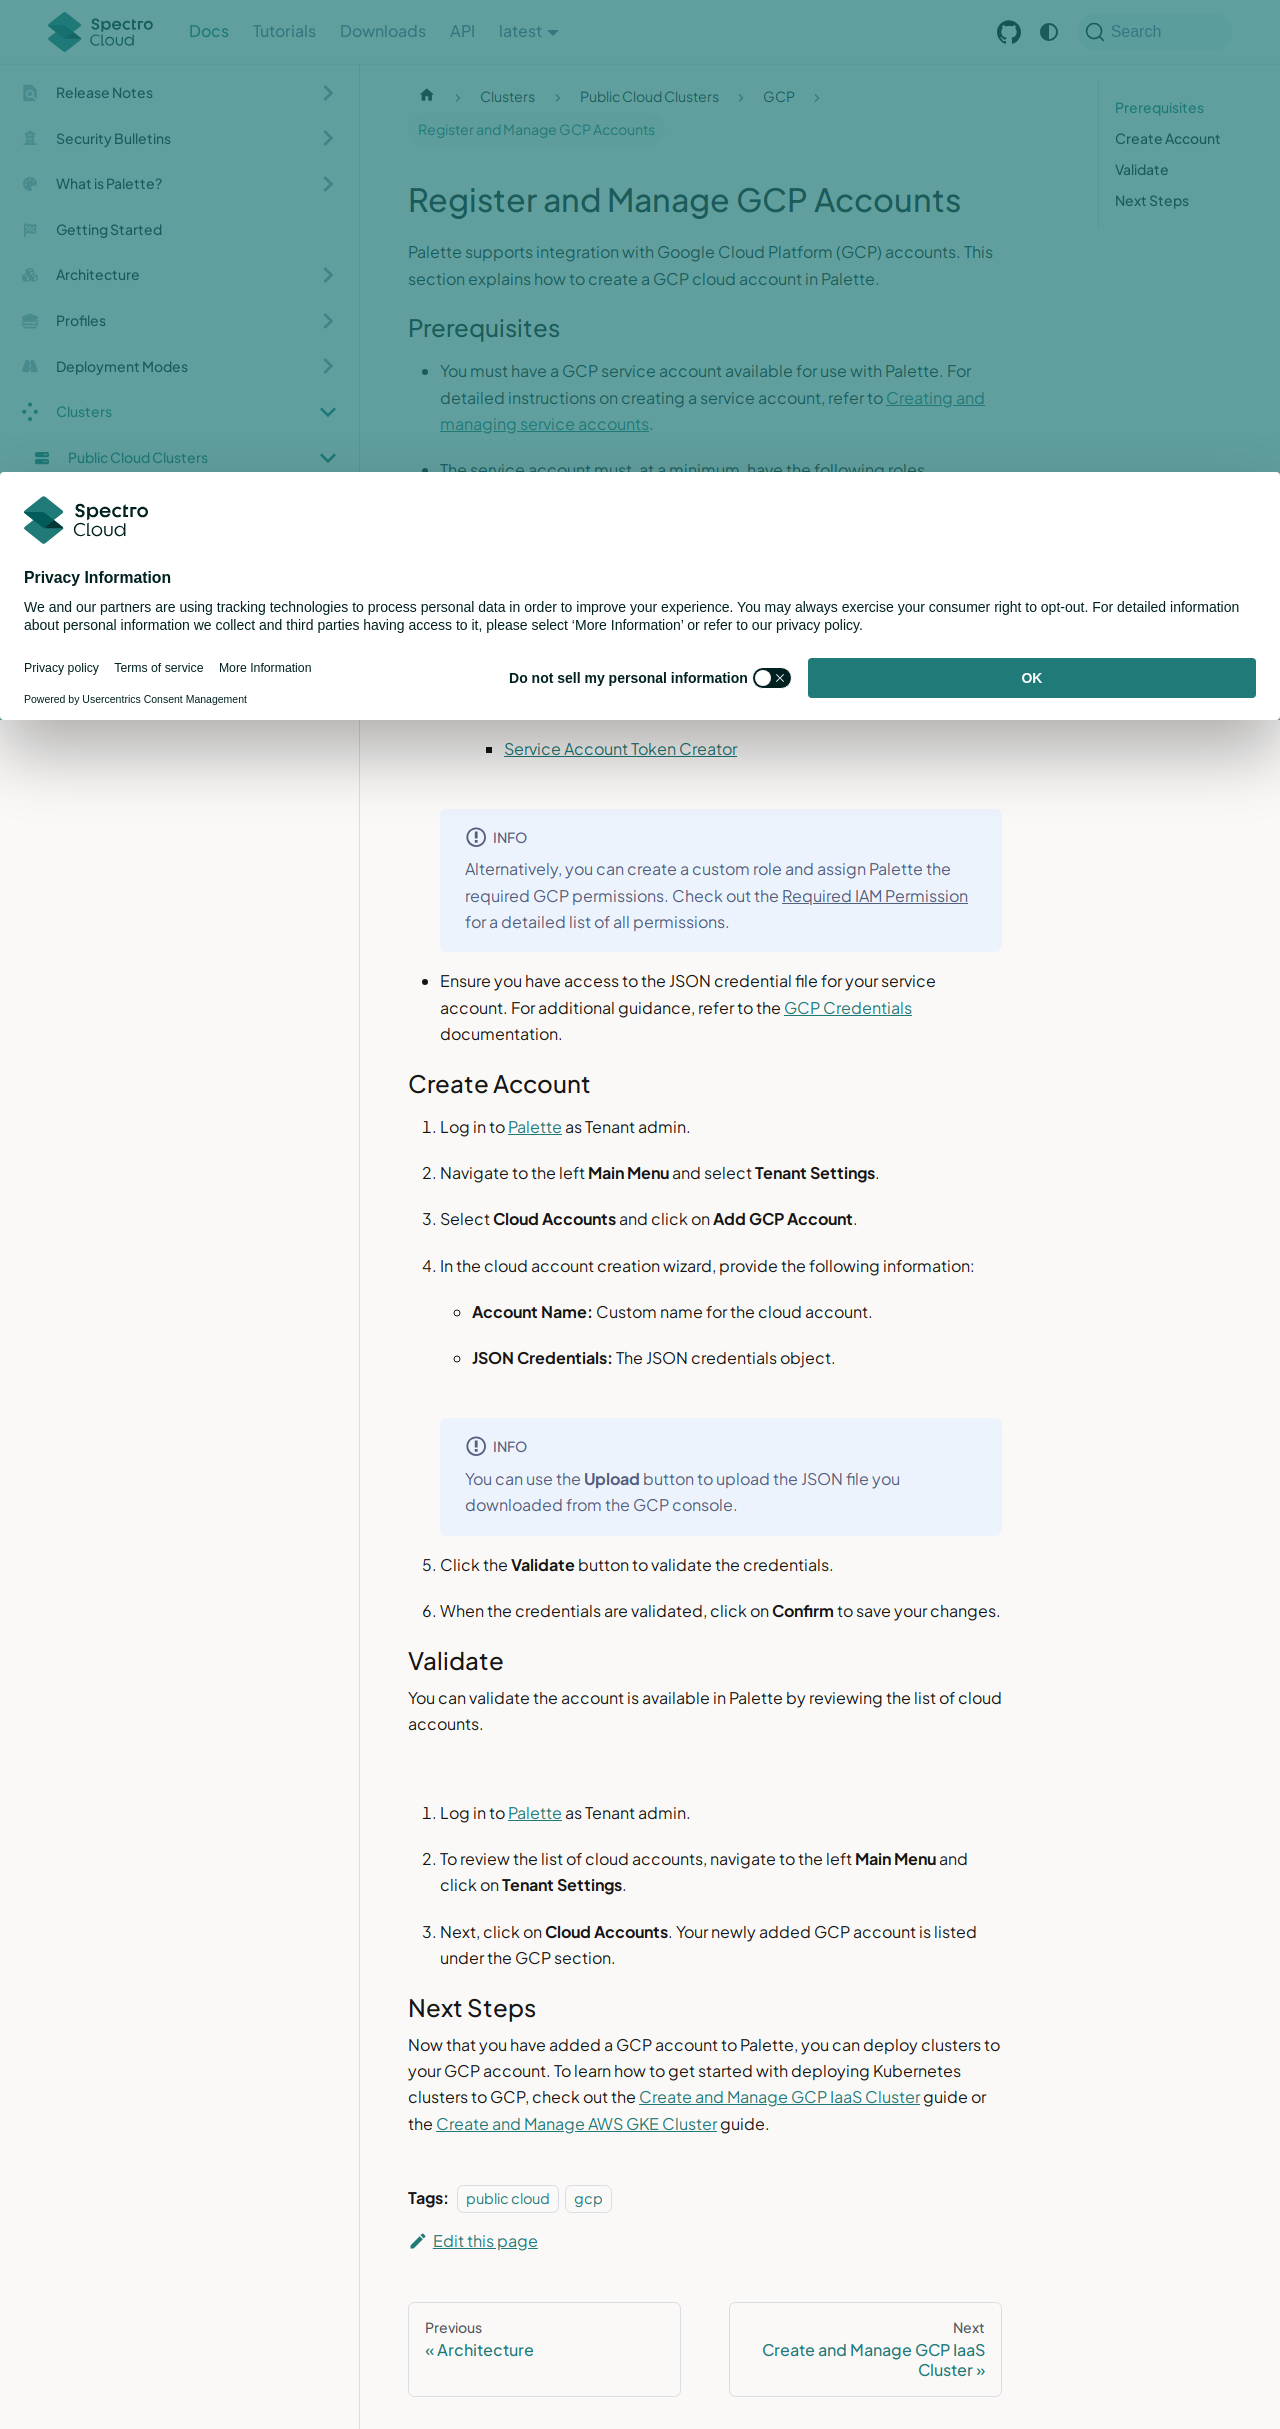 Spectro Cloud
Docs
Tutorials
Downloads
API
latest
Search
Release Notes
Security Bulletins
What is Palette?
Getting Started
Architecture
Profiles
Deployment Modes
Clusters
Public Cloud Clusters
Clusters
Public Cloud Clusters
GCP
Register and Manage GCP Accounts
Prerequisites
Create Account
Validate
Next Steps
Register and Manage GCP Accounts
Palette supports integration with Google Cloud Platform (GCP) accounts. This
section explains how to create a GCP cloud account in Palette.
Prerequisites
• You must have a GCP service account available for use with Palette. For
detailed instructions on creating a service account, refer to Creating and
managing service accounts.
• The service account must, at a minimum, have the following roles.
Spectro
Cloud
Privacy Information
We and our partners are using tracking technologies to process personal data in order to improve your experience. You may always exercise your consumer right to opt-out. For detailed information
about personal information we collect and third parties having access to it, please select ‘More Information’ or refer to our privacy policy.
Privacy policy
Terms of service
More Information
Powered by Usercentrics Consent Management
Do not sell my personal information
OK
Service Account Token Creator
INFO
Alternatively, you can create a custom role and assign Palette the
required GCP permissions. Check out the Required IAM Permission
for a detailed list of all permissions.
• Ensure you have access to the JSON credential file for your service
account. For additional guidance, refer to the GCP Credentials
documentation.
Create Account
1. Log in to Palette as Tenant admin.
2. Navigate to the left Main Menu and select Tenant Settings.
3. Select Cloud Accounts and click on Add GCP Account.
4. In the cloud account creation wizard, provide the following information:
Account Name: Custom name for the cloud account.
JSON Credentials: The JSON credentials object.
INFO
You can use the Upload button to upload the JSON file you
downloaded from the GCP console.
5. Click the Validate button to validate the credentials.
6. When the credentials are validated, click on Confirm to save your changes.
Validate
You can validate the account is available in Palette by reviewing the list of cloud
accounts.
1. Log in to Palette as Tenant admin.
2. To review the list of cloud accounts, navigate to the left Main Menu and
click on Tenant Settings.
3. Next, click on Cloud Accounts. Your newly added GCP account is listed
under the GCP section.
Next Steps
Now that you have added a GCP account to Palette, you can deploy clusters to
your GCP account. To learn how to get started with deploying Kubernetes
clusters to GCP, check out the Create and Manage GCP IaaS Cluster guide or
the Create and Manage AWS GKE Cluster guide.
Tags: public cloud gcp
Edit this page
Previous
« Architecture
Next
Create and Manage GCP IaaS
Cluster »